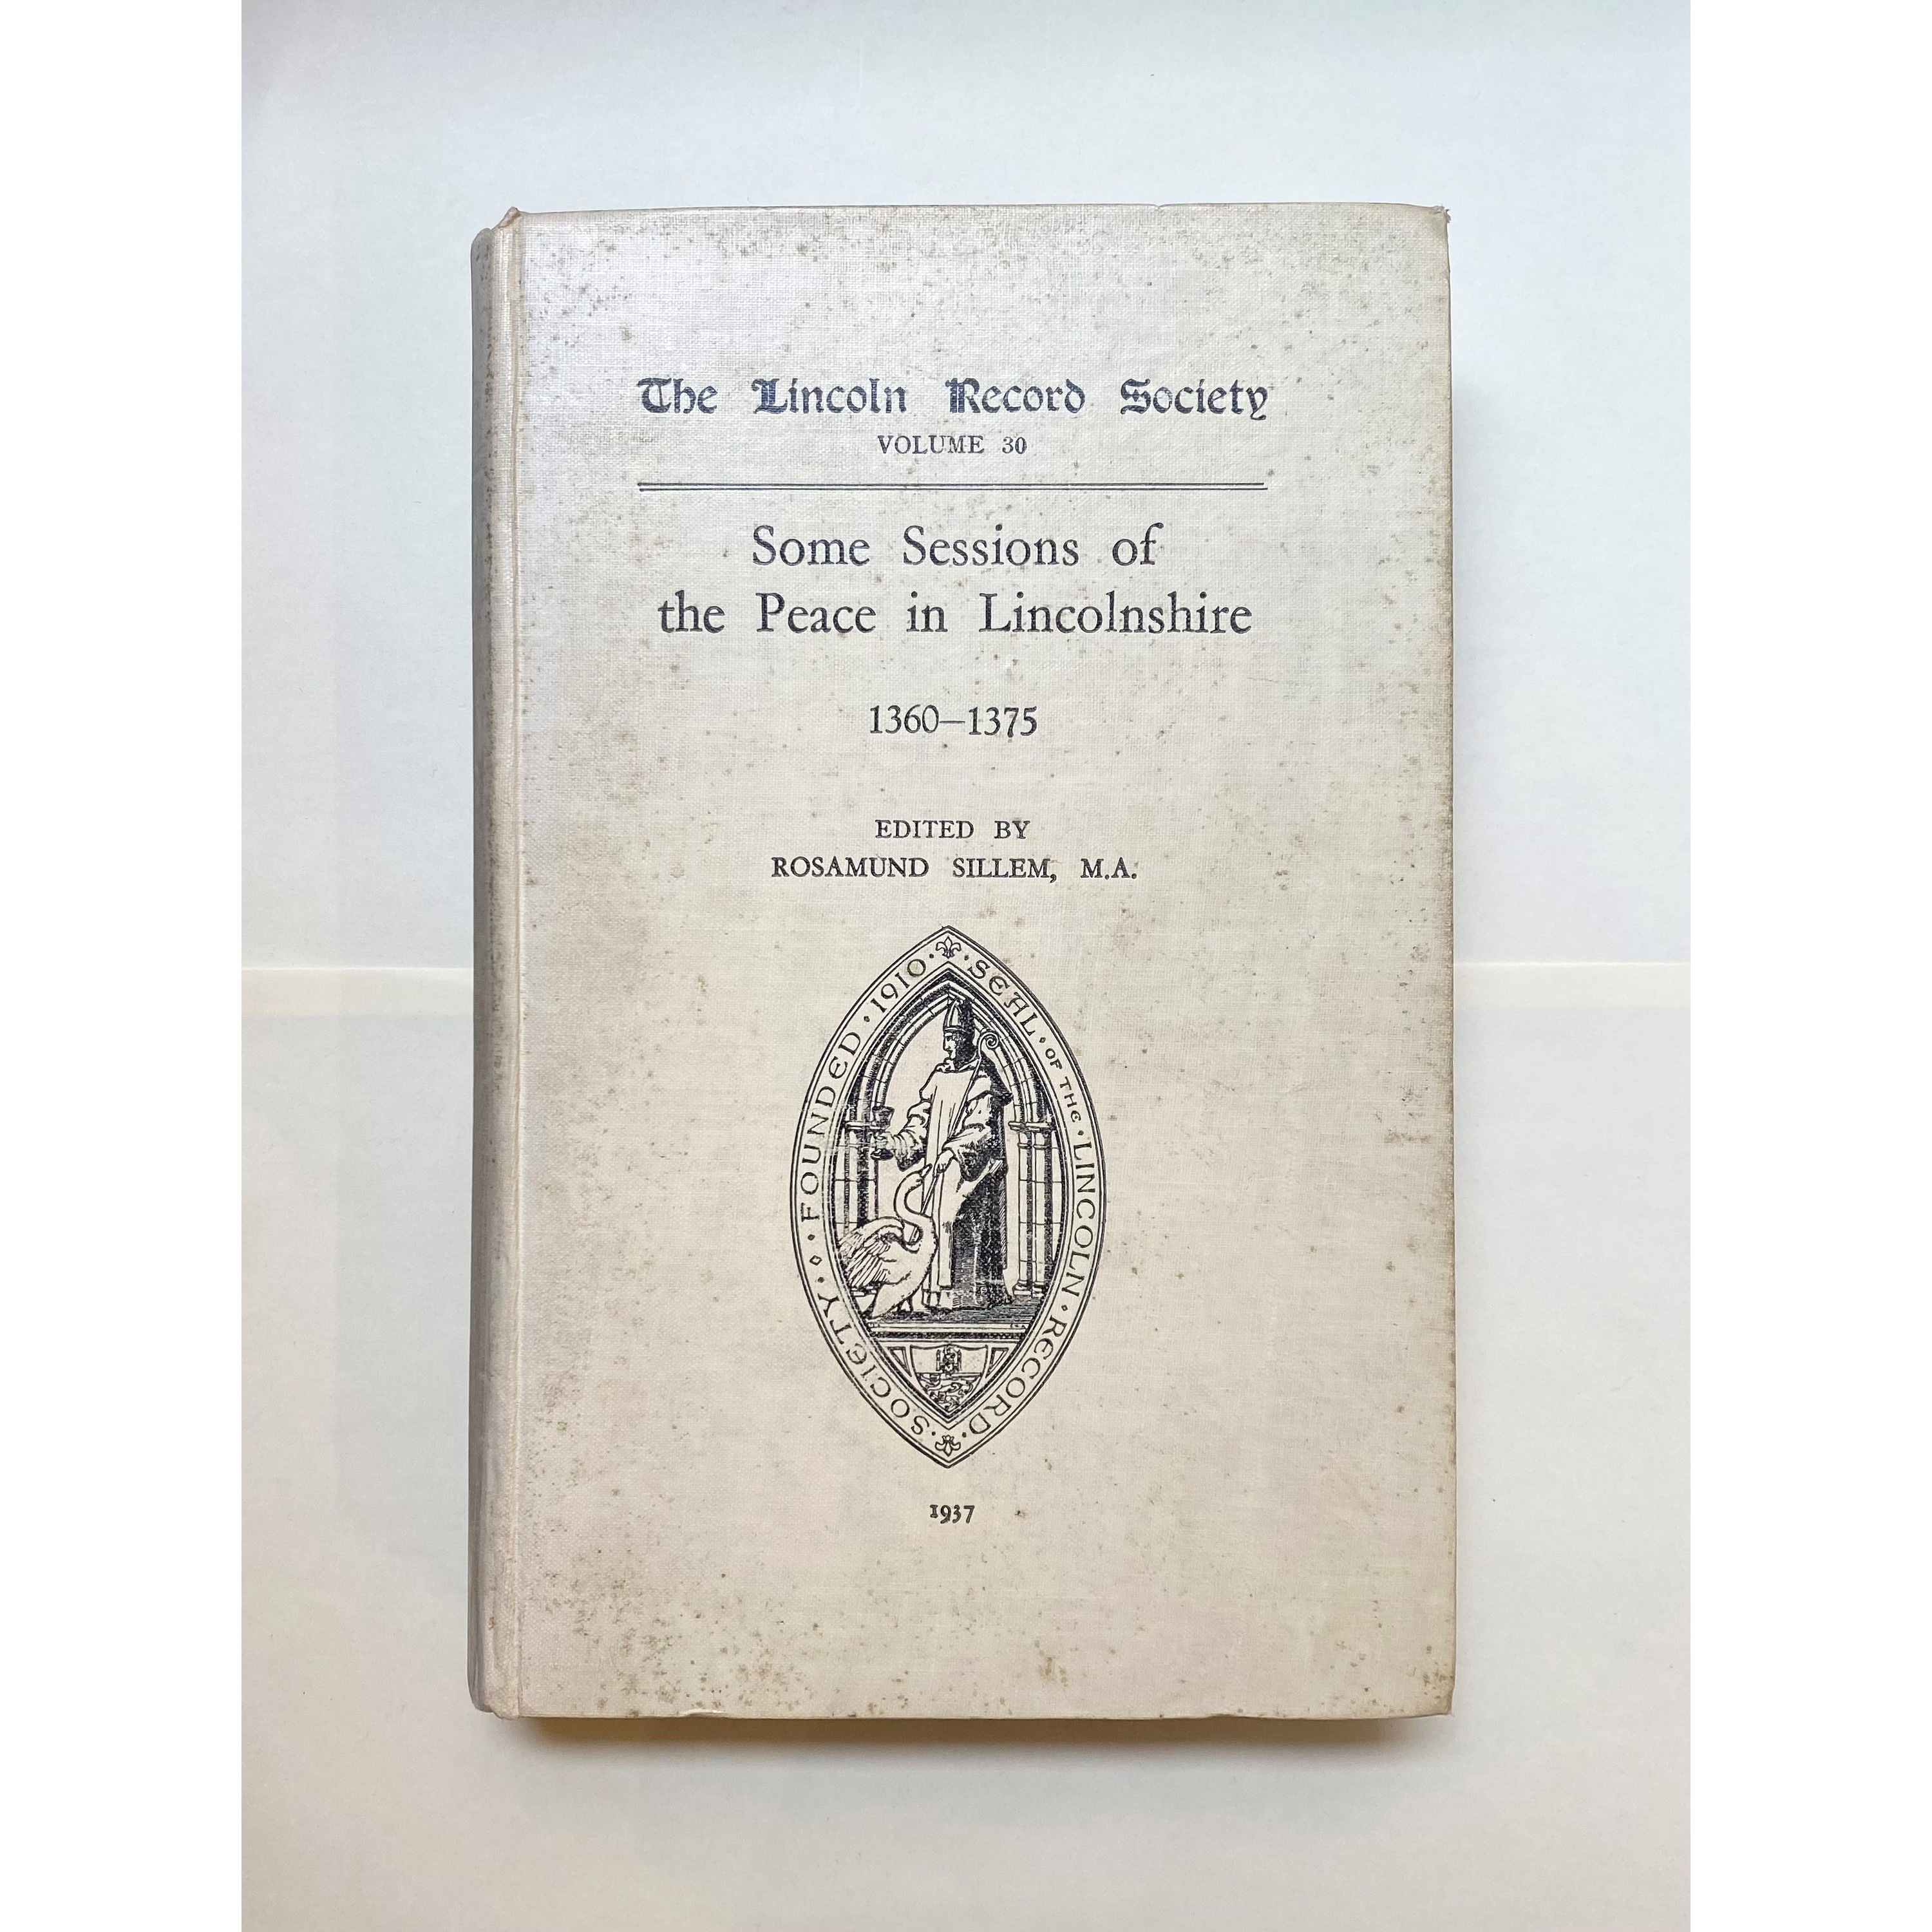 The Lincoln Record Society
VOLUME 30
Some Sessions of
the Peace in Lincolnshire
1360–1375
EDITED BY
ROSAMUND SILLEM, M.A.
SEAL · OF THE · LINCOLN · RECORD · SOCIETY · FOUNDED · 1910 ·
1937